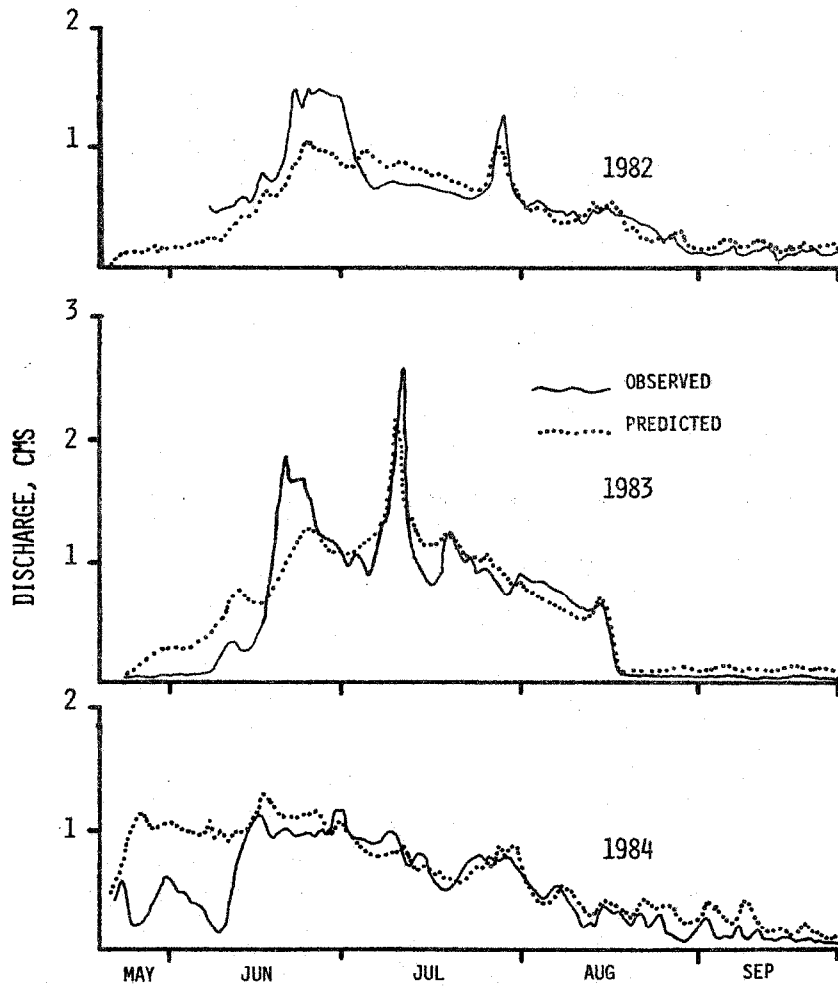 2
1
1982
3
OBSERVED
PREDICTED
2
1983
1
DISCHARGE, CMS
2
1
1984
MAY JUN JUL AUG SEP